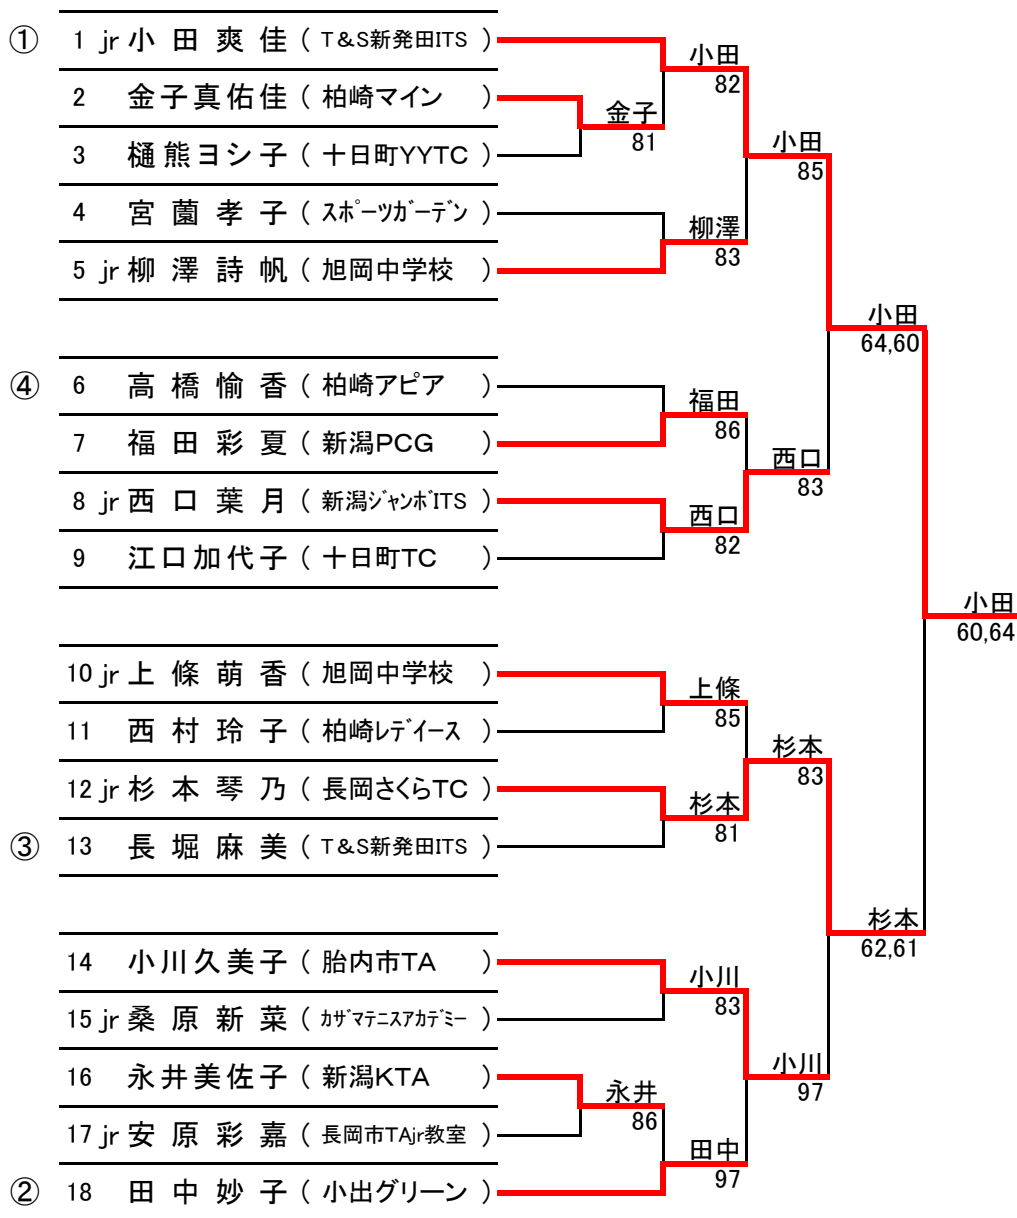 ① 1 jr 小田爽佳 ( T&S新発田ITS )
2 金子真佑佳 ( 柏崎マイン )
3 樋熊ヨシ子 ( 十日町YYTC )
4 宮薗孝子 ( スポーツガーデン )
5 jr 柳澤詩帆 ( 旭岡中学校 )
④ 6 高橋愉香 ( 柏崎アピア )
7 福田彩夏 ( 新潟PCG )
8 jr 西口葉月 ( 新潟ジャンボITS )
9 江口加代子 ( 十日町TC )
10 jr 上條萌香 ( 旭岡中学校 )
11 西村玲子 ( 柏崎レデイース )
12 jr 杉本琴乃 ( 長岡さくらTC )
③ 13 長堀麻美 ( T&S新発田ITS )
14 小川久美子 ( 胎内市TA )
15 jr 桑原新菜 ( カザマテニスアカデミー )
16 永井美佐子 ( 新潟KTA )
17 jr 安原彩嘉 ( 長岡市TAjr教室 )
② 18 田中妙子 ( 小出グリーン )
金子
81
永井
86
小田
82
柳澤
83
福田
86
西口
82
上條
85
杉本
81
小川
83
田中
97
小田
85
西口
83
杉本
83
小川
97
小田
64,60
杉本
62,61
小田
60,64